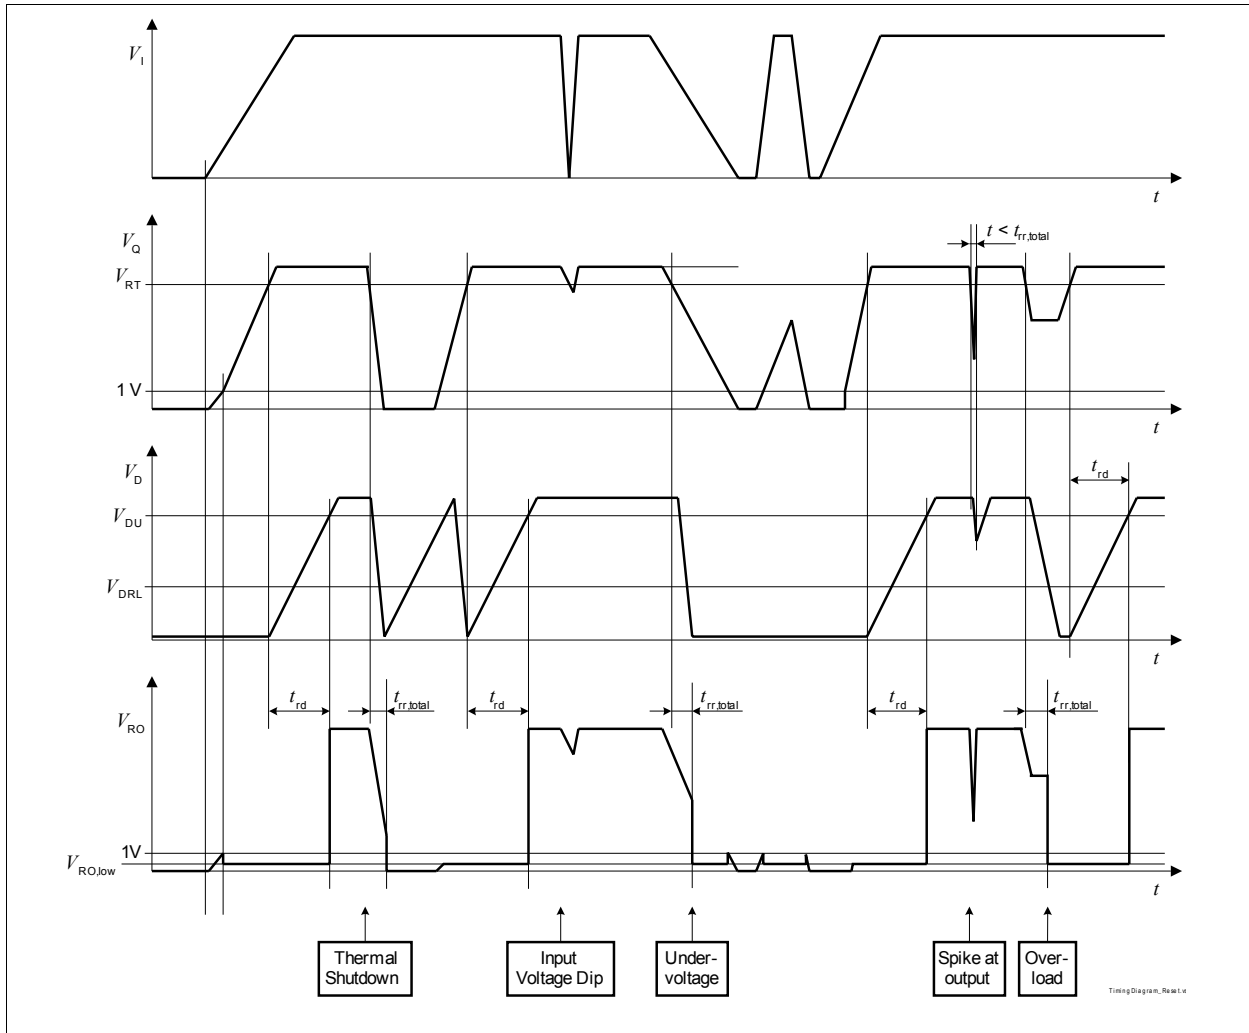 V_I
t
V_Q
t < t_rr,total
V_RT
1 V
t
V_D
t_rd
V_DU
V_DRL
t
t_rd
t_rr,total
t_rd
t_rr,total
t_rd
t_rr,total
V_RO
1V
V_RO,low
t
Thermal
Shutdown
Input
Voltage Dip
Under-
voltage
Spike at
output
Over-
load